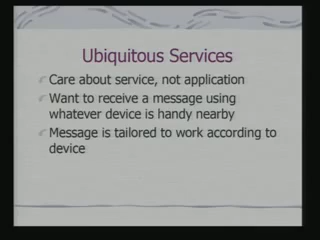 Ubiquitous Services
Care about service, not application
Want to receive a message using
whatever device is handy nearby
Message is tailored to work according to
device